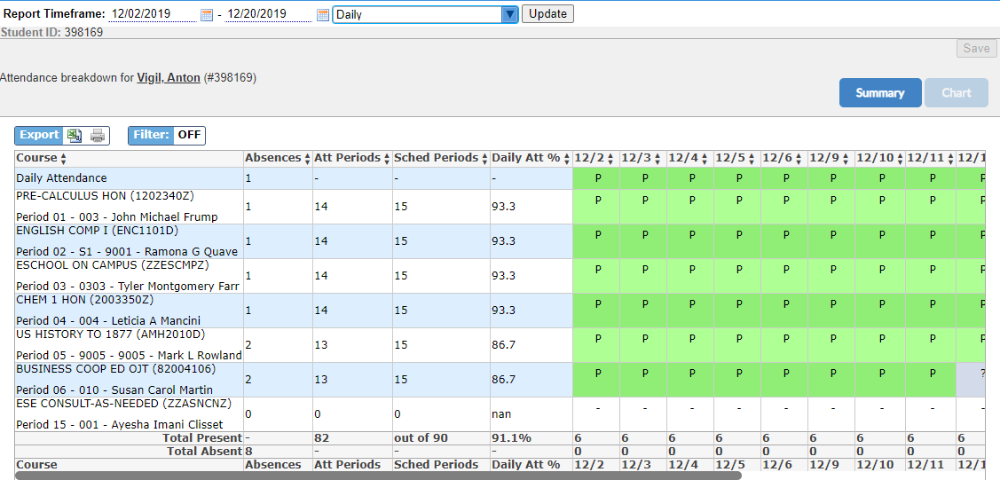 Report Timeframe: 12/02/2019 - 12/20/2019 Daily Update
Student ID: 398169
Save
Attendance breakdown for Vigil, Anton (#398169)
Summary Chart
Export Filter: OFF
Course Absences Att Periods Sched Periods Daily Att % 12/2 12/3 12/4 12/5 12/6 12/9 12/10 12/11 12/1
Daily Attendance 1 - - - P P P P P P P P P
PRE-CALCULUS HON (1202340Z)
Period 01 - 003 - John Michael Frump 1 14 15 93.3 P P P P P P P P P
ENGLISH COMP I (ENC1101D)
Period 02 - S1 - 9001 - Ramona G Quave 1 14 15 93.3 P P P P P P P P P
ESCHOOL ON CAMPUS (ZZESCMPZ)
Period 03 - 0303 - Tyler Montgomery Farr 1 14 15 93.3 P P P P P P P P P
CHEM 1 HON (2003350Z)
Period 04 - 004 - Leticia A Mancini 1 14 15 93.3 P P P P P P P P P
US HISTORY TO 1877 (AMH2010D)
Period 05 - 9005 - 9005 - Mark L Rowland 2 13 15 86.7 P P P P P P P P P
BUSINESS COOP ED OJT (82004106)
Period 06 - 010 - Susan Carol Martin 2 13 15 86.7 P P P P P P P P ?
ESE CONSULT-AS-NEEDED (ZZASNCNZ)
Period 15 - 001 - Ayesha Imani Clisset 0 0 0 nan - - - - - - - - -
Total Present - 82 out of 90 91.1% 6 6 6 6 6 6 6 6 6
Total Absent 8 - - - 0 0 0 0 0 0 0 0 0
Course Absences Att Periods Sched Periods Daily Att % 12/2 12/3 12/4 12/5 12/6 12/9 12/10 12/11 12/1